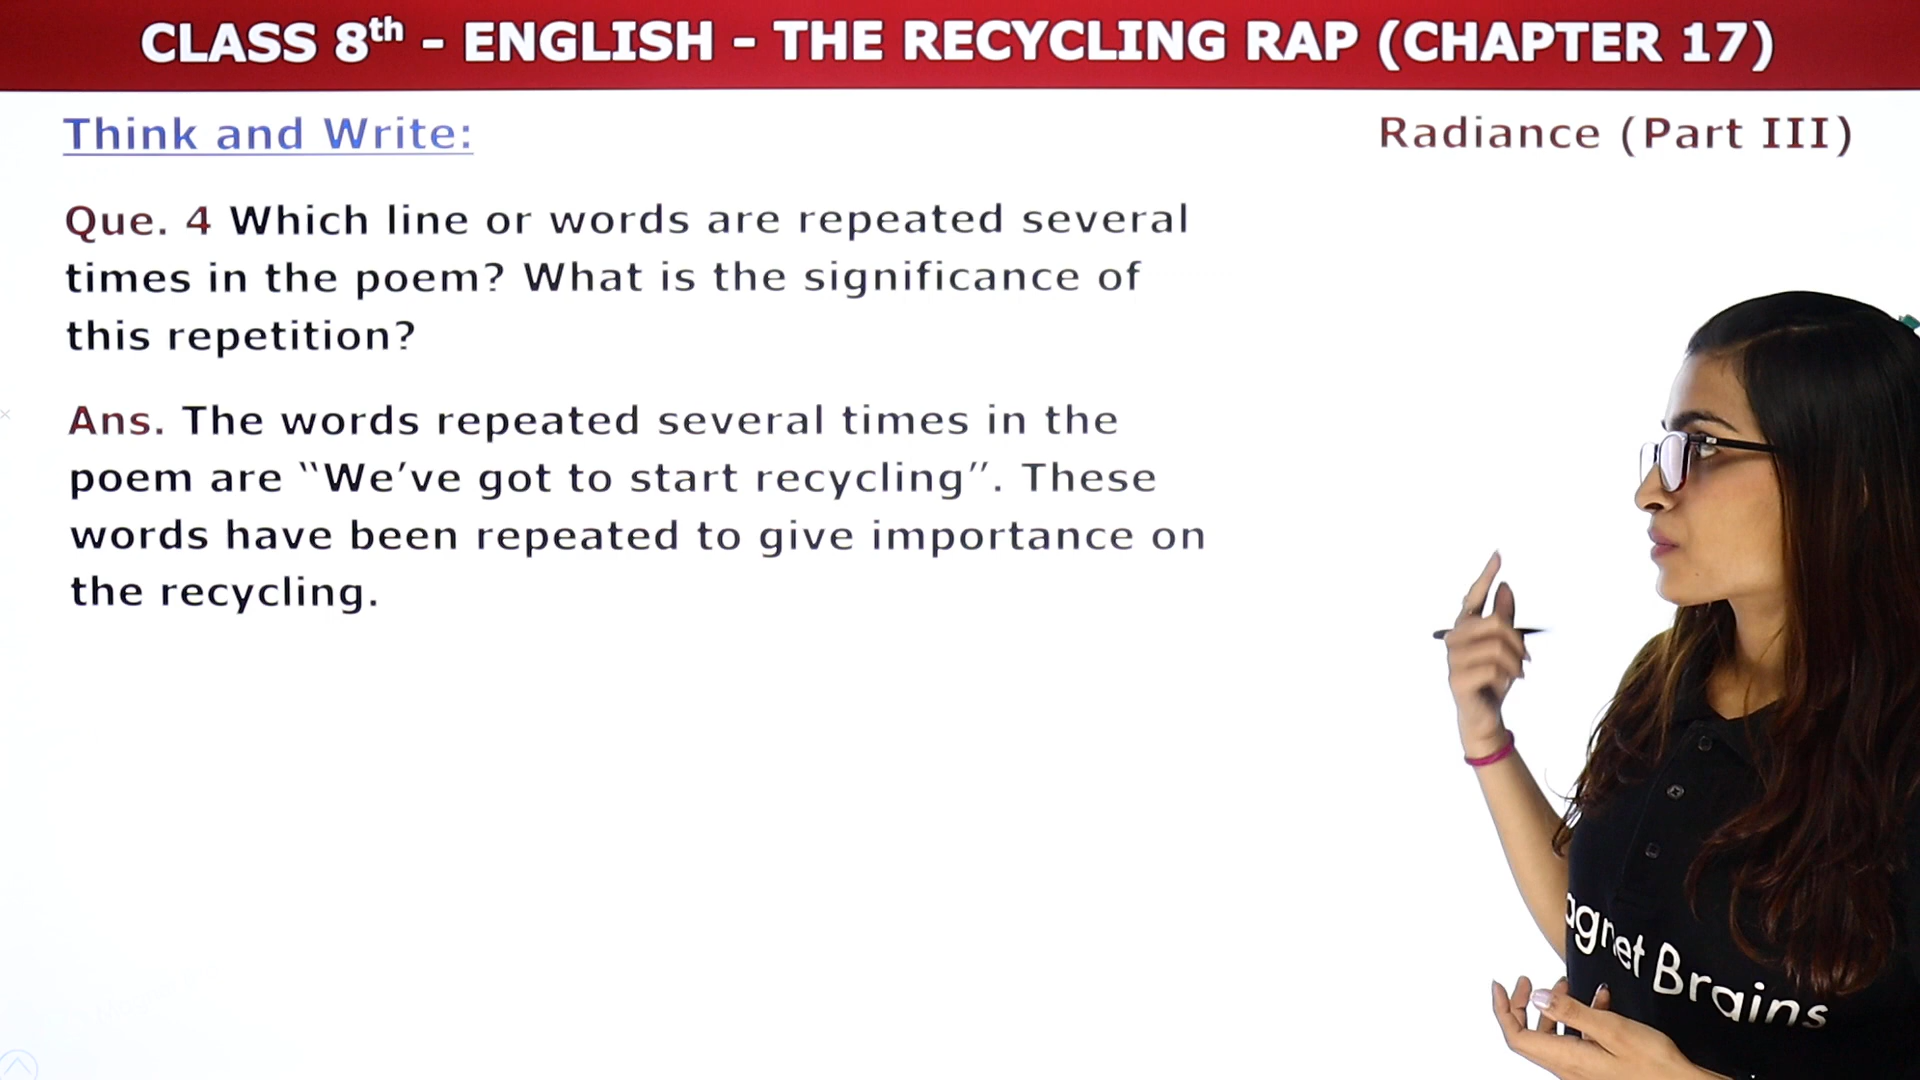 CLASS 8th - ENGLISH - THE RECYCLING RAP (CHAPTER 17)
Think and Write:
Radiance (Part III)
Que. 4 Which line or words are repeated several
times in the poem? What is the significance of
this repetition?
Ans. The words repeated several times in the
poem are “We’ve got to start recycling”. These
words have been repeated to give importance on
the recycling.
agnet Brains